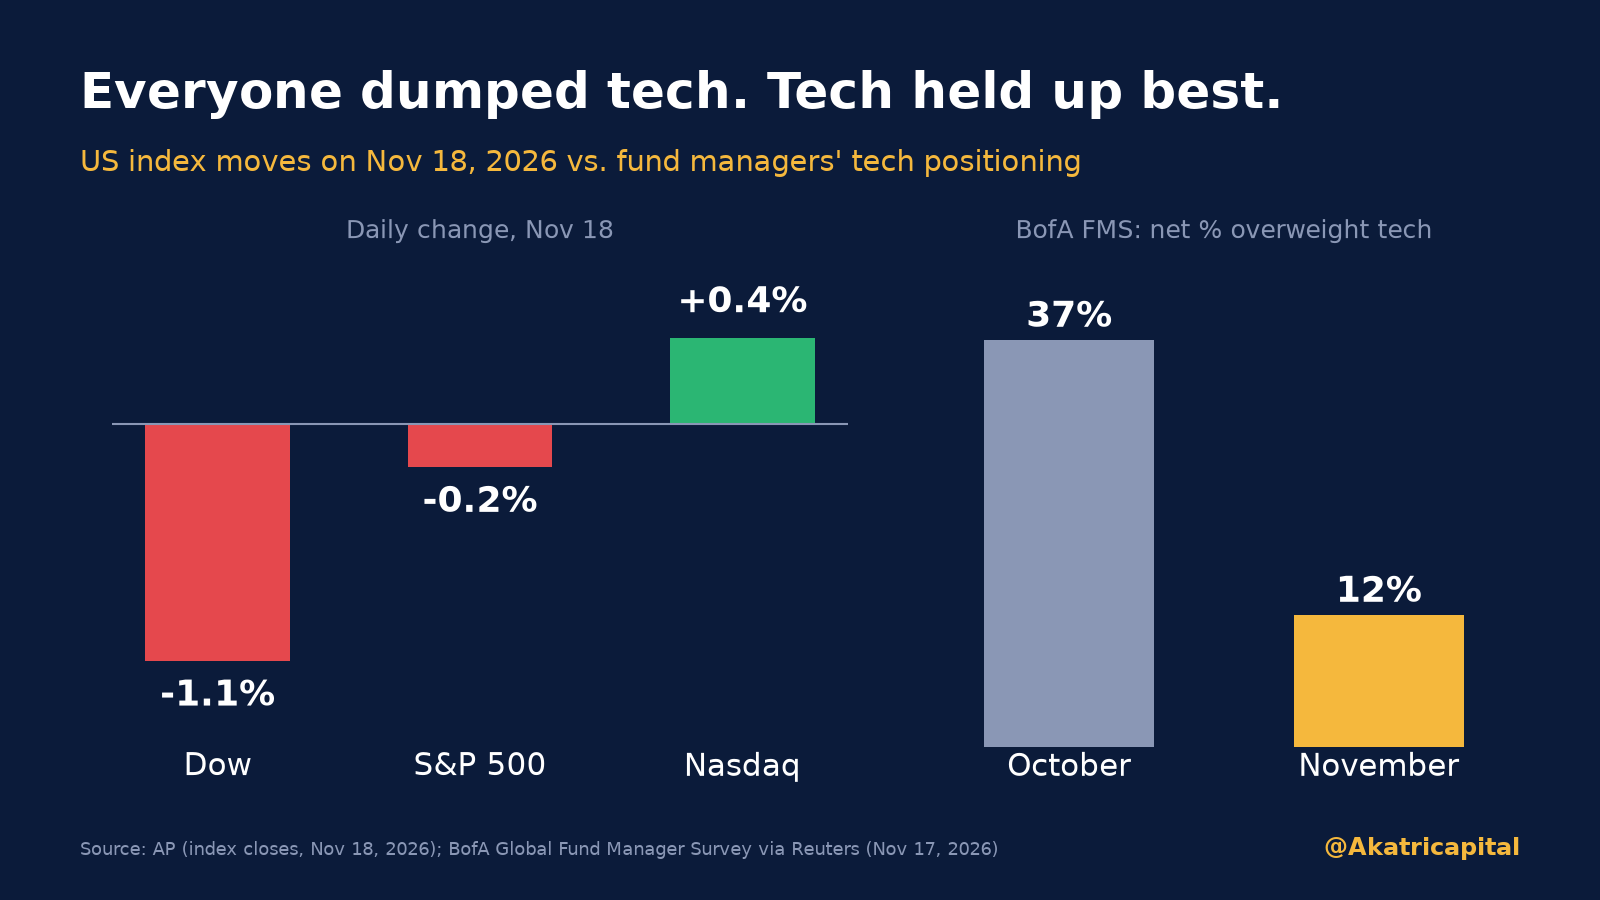 Everyone dumped tech. Tech held up best.
US index moves on Nov 18, 2026 vs. fund managers' tech positioning
Daily change, Nov 18
+0.4%
-0.2%
-1.1%
Dow
S&P 500
Nasdaq
BofA FMS: net % overweight tech
37%
12%
October
November
Source: AP (index closes, Nov 18, 2026); BofA Global Fund Manager Survey via Reuters (Nov 17, 2026)
@Akatricapital